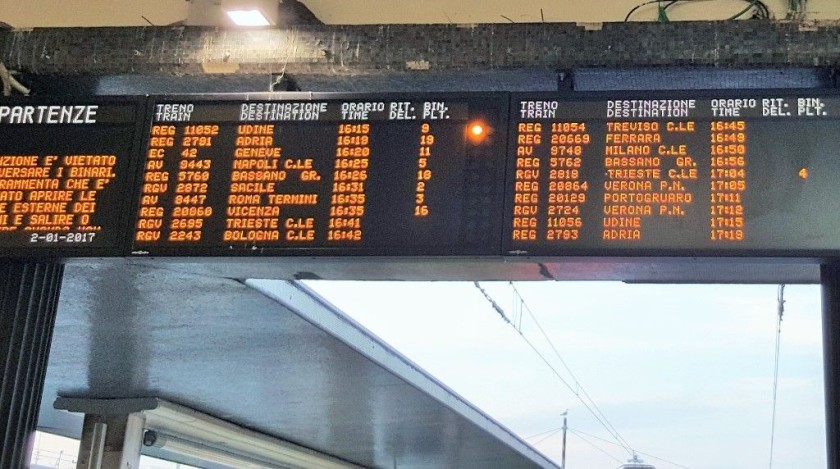 PARTENZE
NZIONE E' VIETATO
VERSARE I BINARI.
RAMMENTA CHE E'
ATO APRIRE LE
E ESTERNE DEI
NI E SALIRE O
2-01-2017
TRENO DESTINAZIONE ORARIO RIT. BIN.
TRAIN DESTINATION TIME DEL. PLT.
REG 11052 UDINE 16:15 9
REG 2791 ADRIA 16:19 19
EC 42 GENEVE 16:20 11
AV 9443 NAPOLI C.LE 16:25 5
REG 5760 BASSANO GR. 16:26 10
RGV 2872 SACILE 16:31 2
AV 8447 ROMA TERMINI 16:35 3
REG 20860 VICENZA 16:35 16
RGV 2695 TRIESTE C.LE 16:41
RGV 2243 BOLOGNA C.LE 16:42
TRENO DESTINAZIONE ORARIO RIT. BIN.
TRAIN DESTINATION TIME DEL. PLT.
REG 11054 TREVISO C.LE 16:45
REG 20669 FERRARA 16:49
AV 9748 MILANO C.LE 16:50
REG 5762 BASSANO GR. 16:56
RGV 2819 TRIESTE C.LE 17:04 4
REG 20864 VERONA P.N. 17:05
REG 20129 PORTOGRUARO 17:11
RGV 2724 VERONA P.N. 17:12
REG 11056 UDINE 17:15
REG 2793 ADRIA 17:19